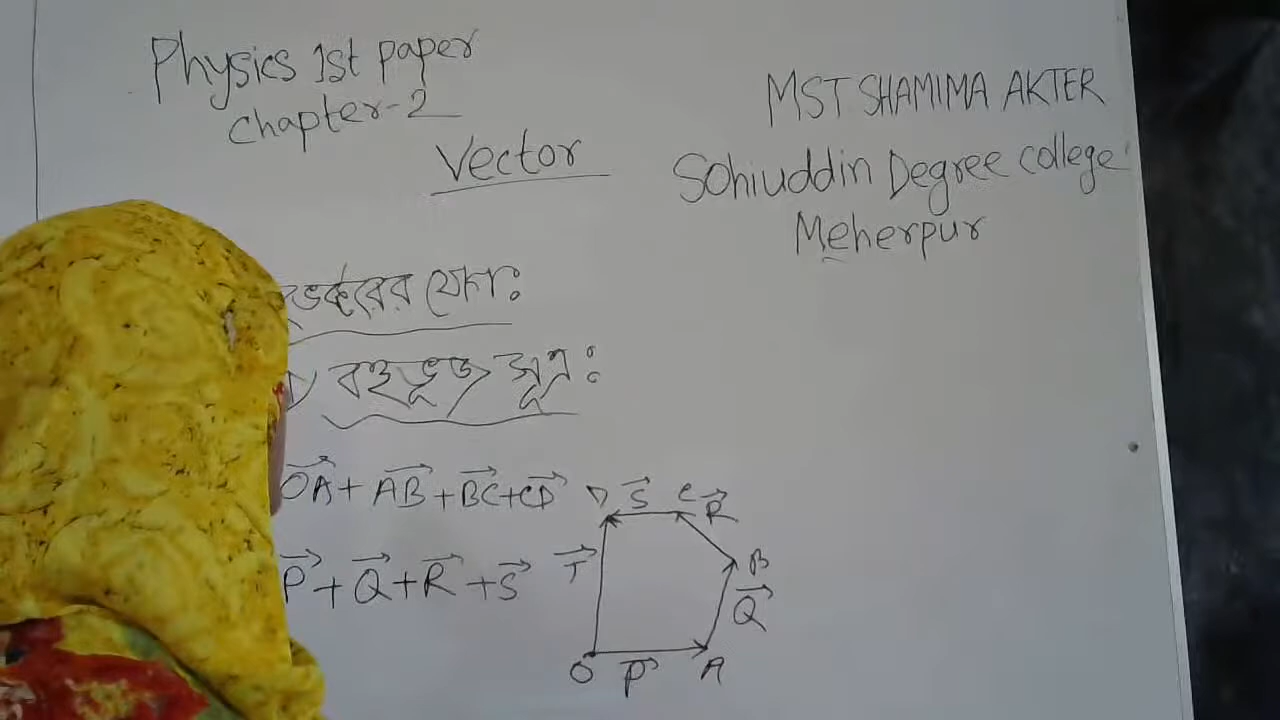 Physics 1st paper
chapter-2
Vector
MST SHAMIMA AKTER
Sohiuddin Degree college
Meherpur
ভেক্টরের যোগ:
বহুভুজ সূত্র:
OA + AB + BC + CD
P + Q + R + S
D S C R
T
B
Q
O P A